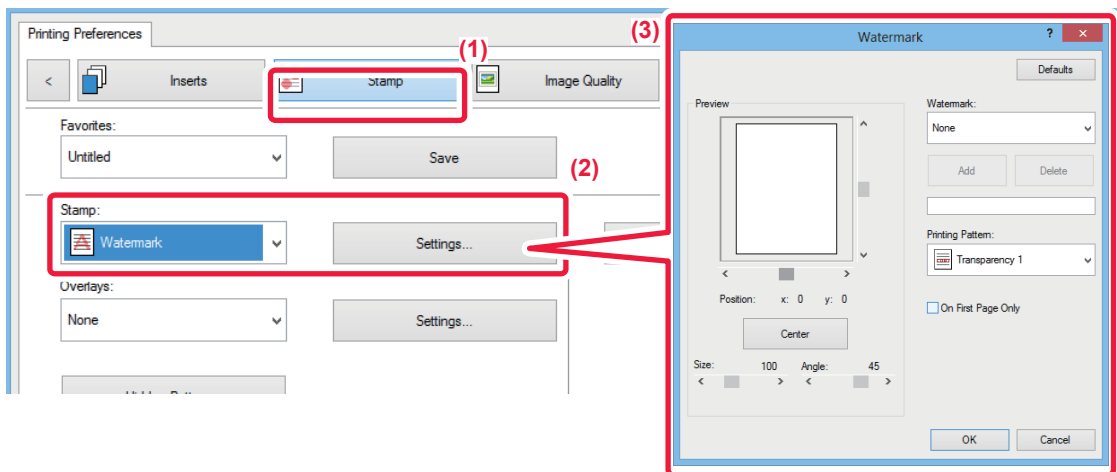 Printing Preferences
(1)
<
Inserts
Stamp
Image Quality
Favorites:
Untitled
Save
(2)
Stamp:
Watermark
Settings...
Overlays:
None
Settings...
(3)
Watermark
?
×
Defaults
Preview
Watermark:
None
Add
Delete
Printing Pattern:
Transparency 1
Position: x: 0 y: 0
On First Page Only
Center
Size: 100 Angle: 45
< > < >
OK
Cancel